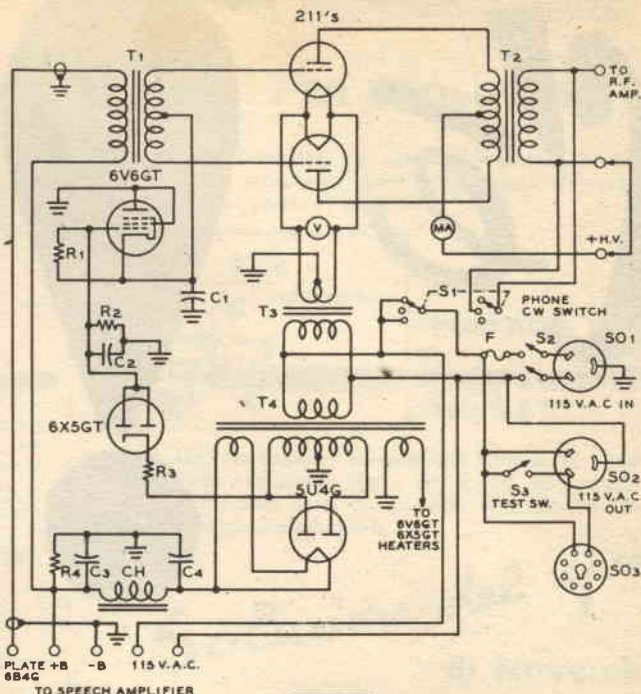 211's
T1
T2
TO
R.F.
AMP.
6V6GT
R1
V
MA
+H.V.
C1
S1
PHONE
CW SWITCH
R2
C2
T3
F
S2
SO1
T4
115 V.A.C. IN
6X5GT
R3
5U4G
SO2
S3
TEST SW.
115 V.A.C.
OUT
TO
6V6GT
6X5GT
HEATERS
R4
C3
CH
C4
SO3
PLATE
6B4G
+B
-B
115 V.A.C.
TO SPEECH AMPLIFIER